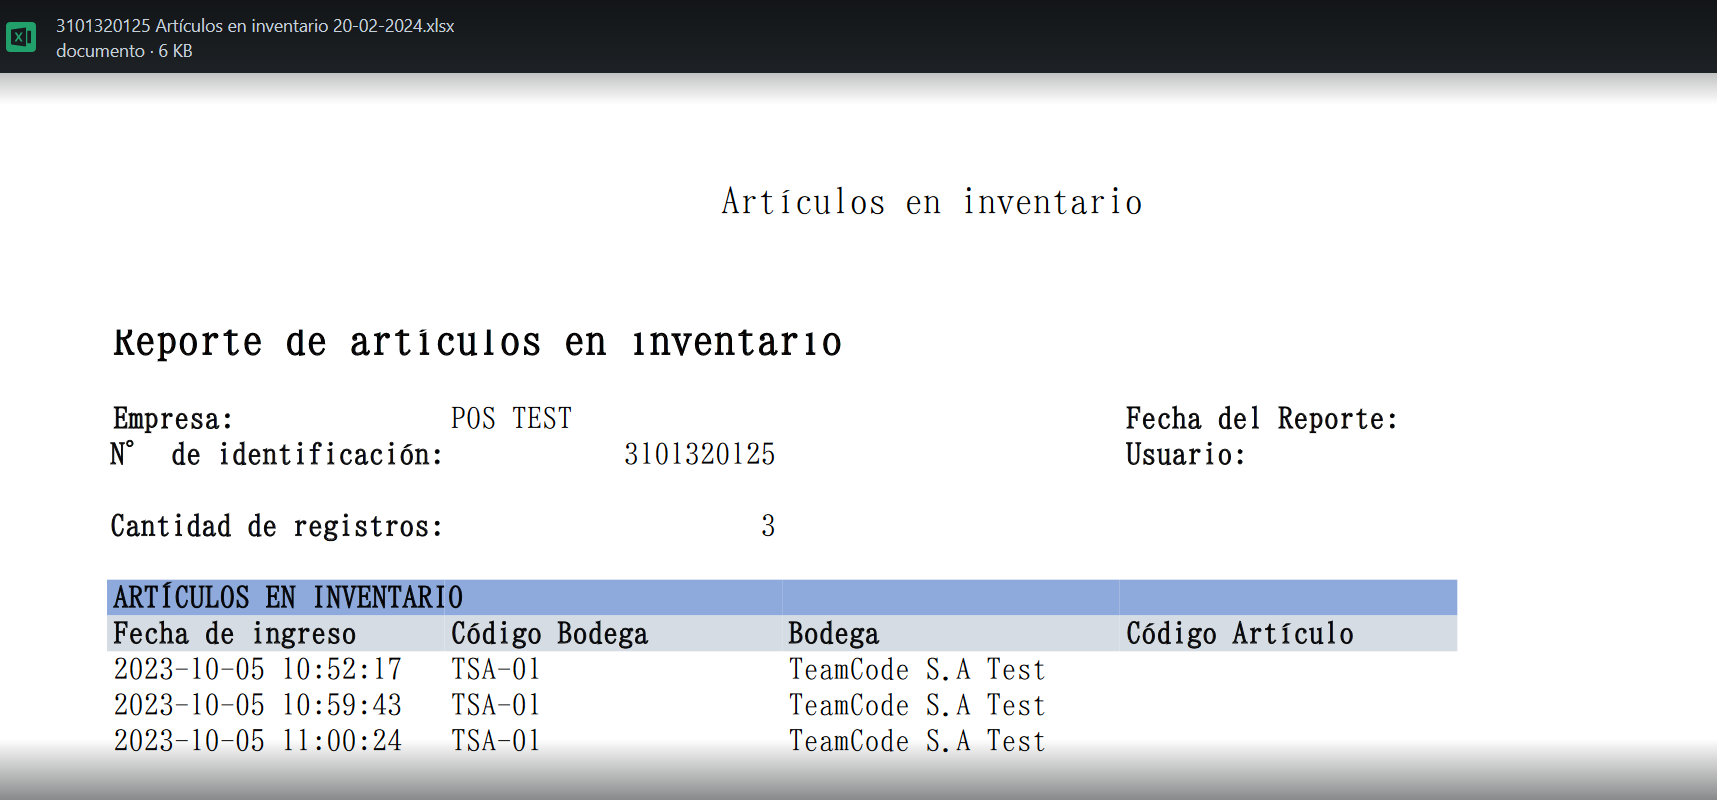 3101320125 Artículos en inventario 20-02-2024.xlsx
documento · 6 KB
Artículos en inventario
Reporte de artículos en inventario
Empresa: POS TEST Fecha del Reporte:
N° de identificación: 3101320125 Usuario:
Cantidad de registros: 3
ARTÍCULOS EN INVENTARIO
Fecha de ingreso Código Bodega Bodega Código Artículo
2023-10-05 10:52:17 TSA-01 TeamCode S.A Test
2023-10-05 10:59:43 TSA-01 TeamCode S.A Test
2023-10-05 11:00:24 TSA-01 TeamCode S.A Test